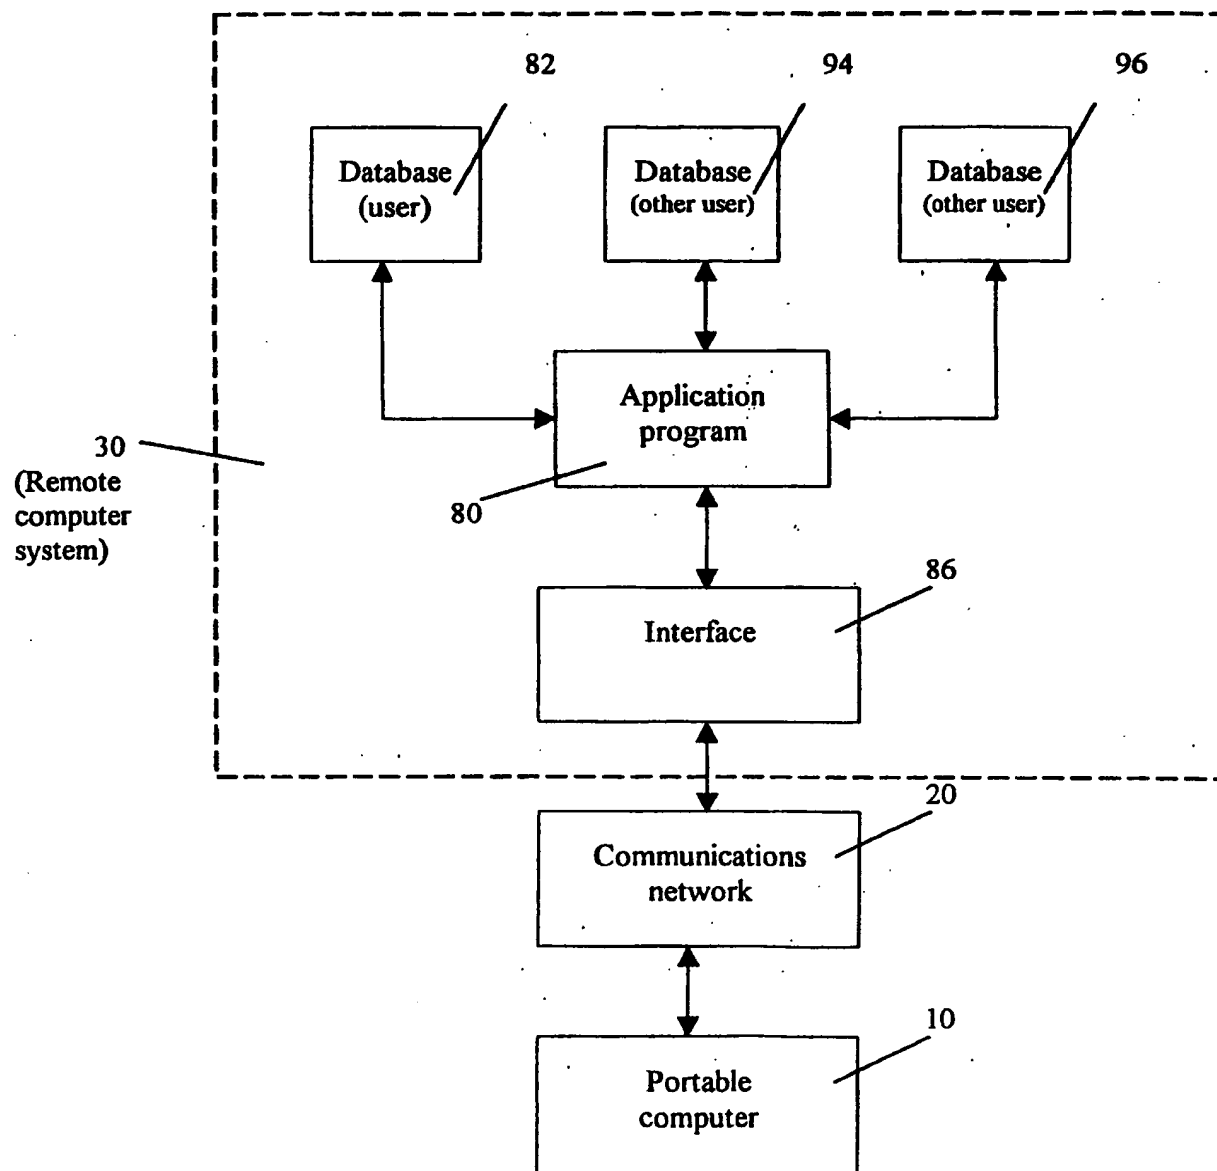 82
94
96
Database
(user)
Database
(other user)
Database
(other user)
Application
program
80
30
(Remote
computer
system)
86
Interface
20
Communications
network
10
Portable
computer